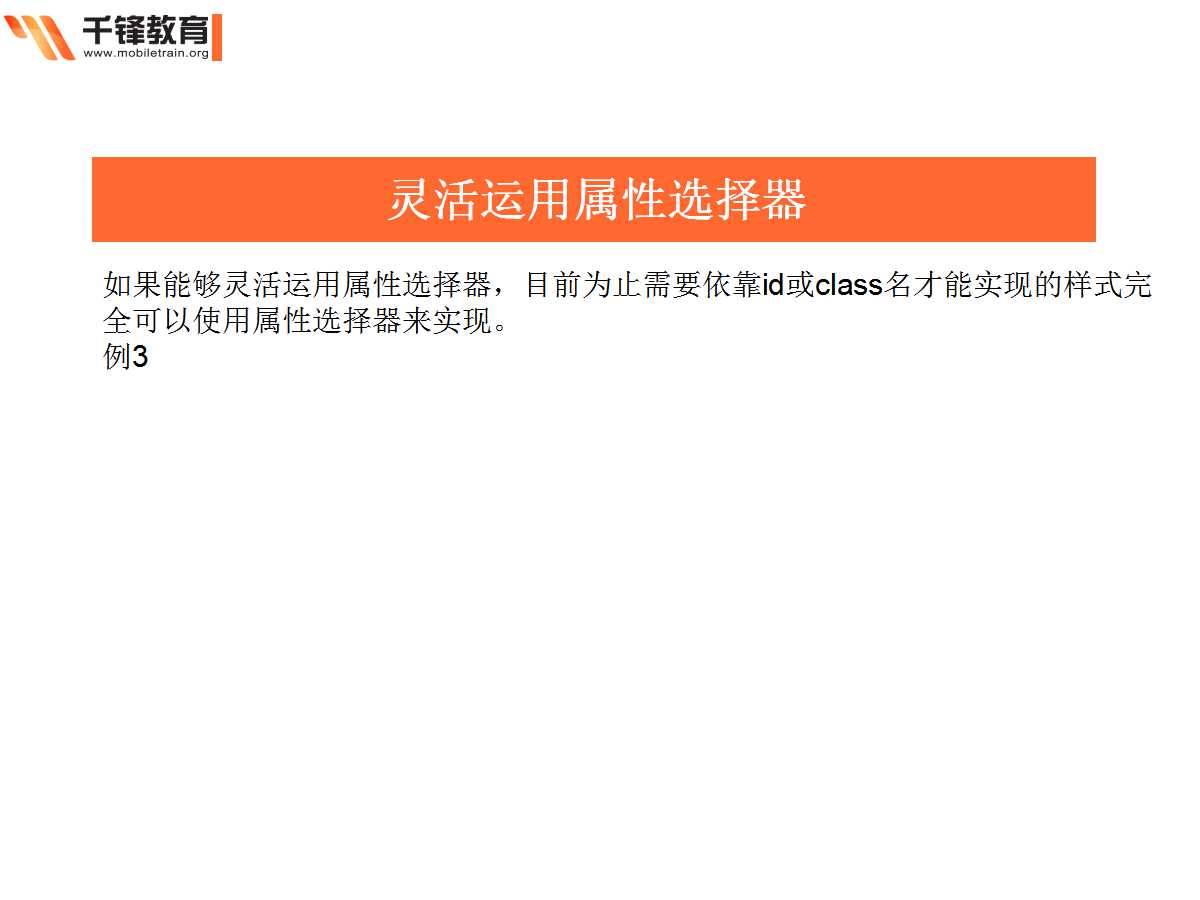 千锋教育
www.mobiletrain.org
灵活运用属性选择器
如果能够灵活运用属性选择器，目前为止需要依靠id或class名才能实现的样式完
全可以使用属性选择器来实现。
例3